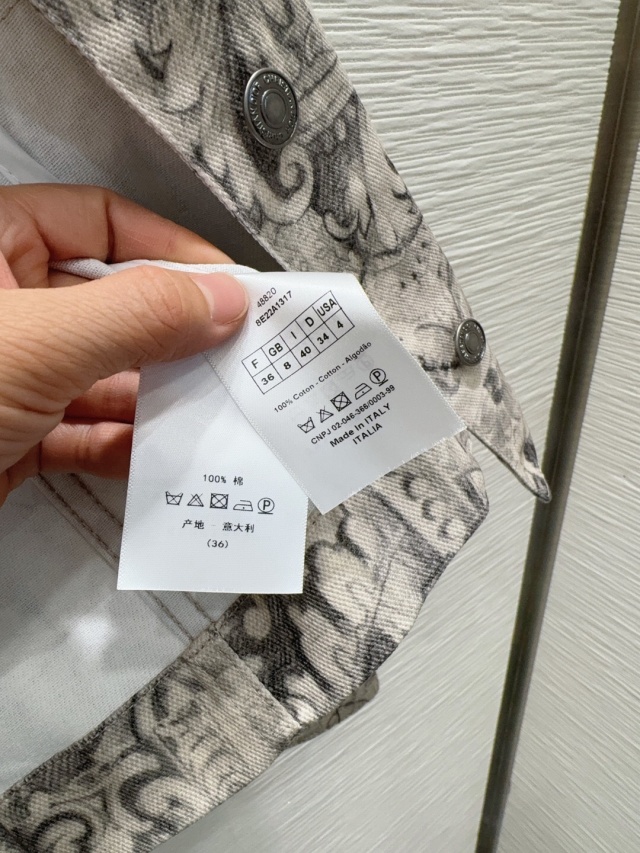 48820
8E22A1317
F GB I D USA
36 8 40 34 4
100% Coton - Cotton - Algodão
P
CNPJ 02-046-366/0003-99
Made In ITALY
ITALIA
100% 棉
P
产地 - 意大利
(36)